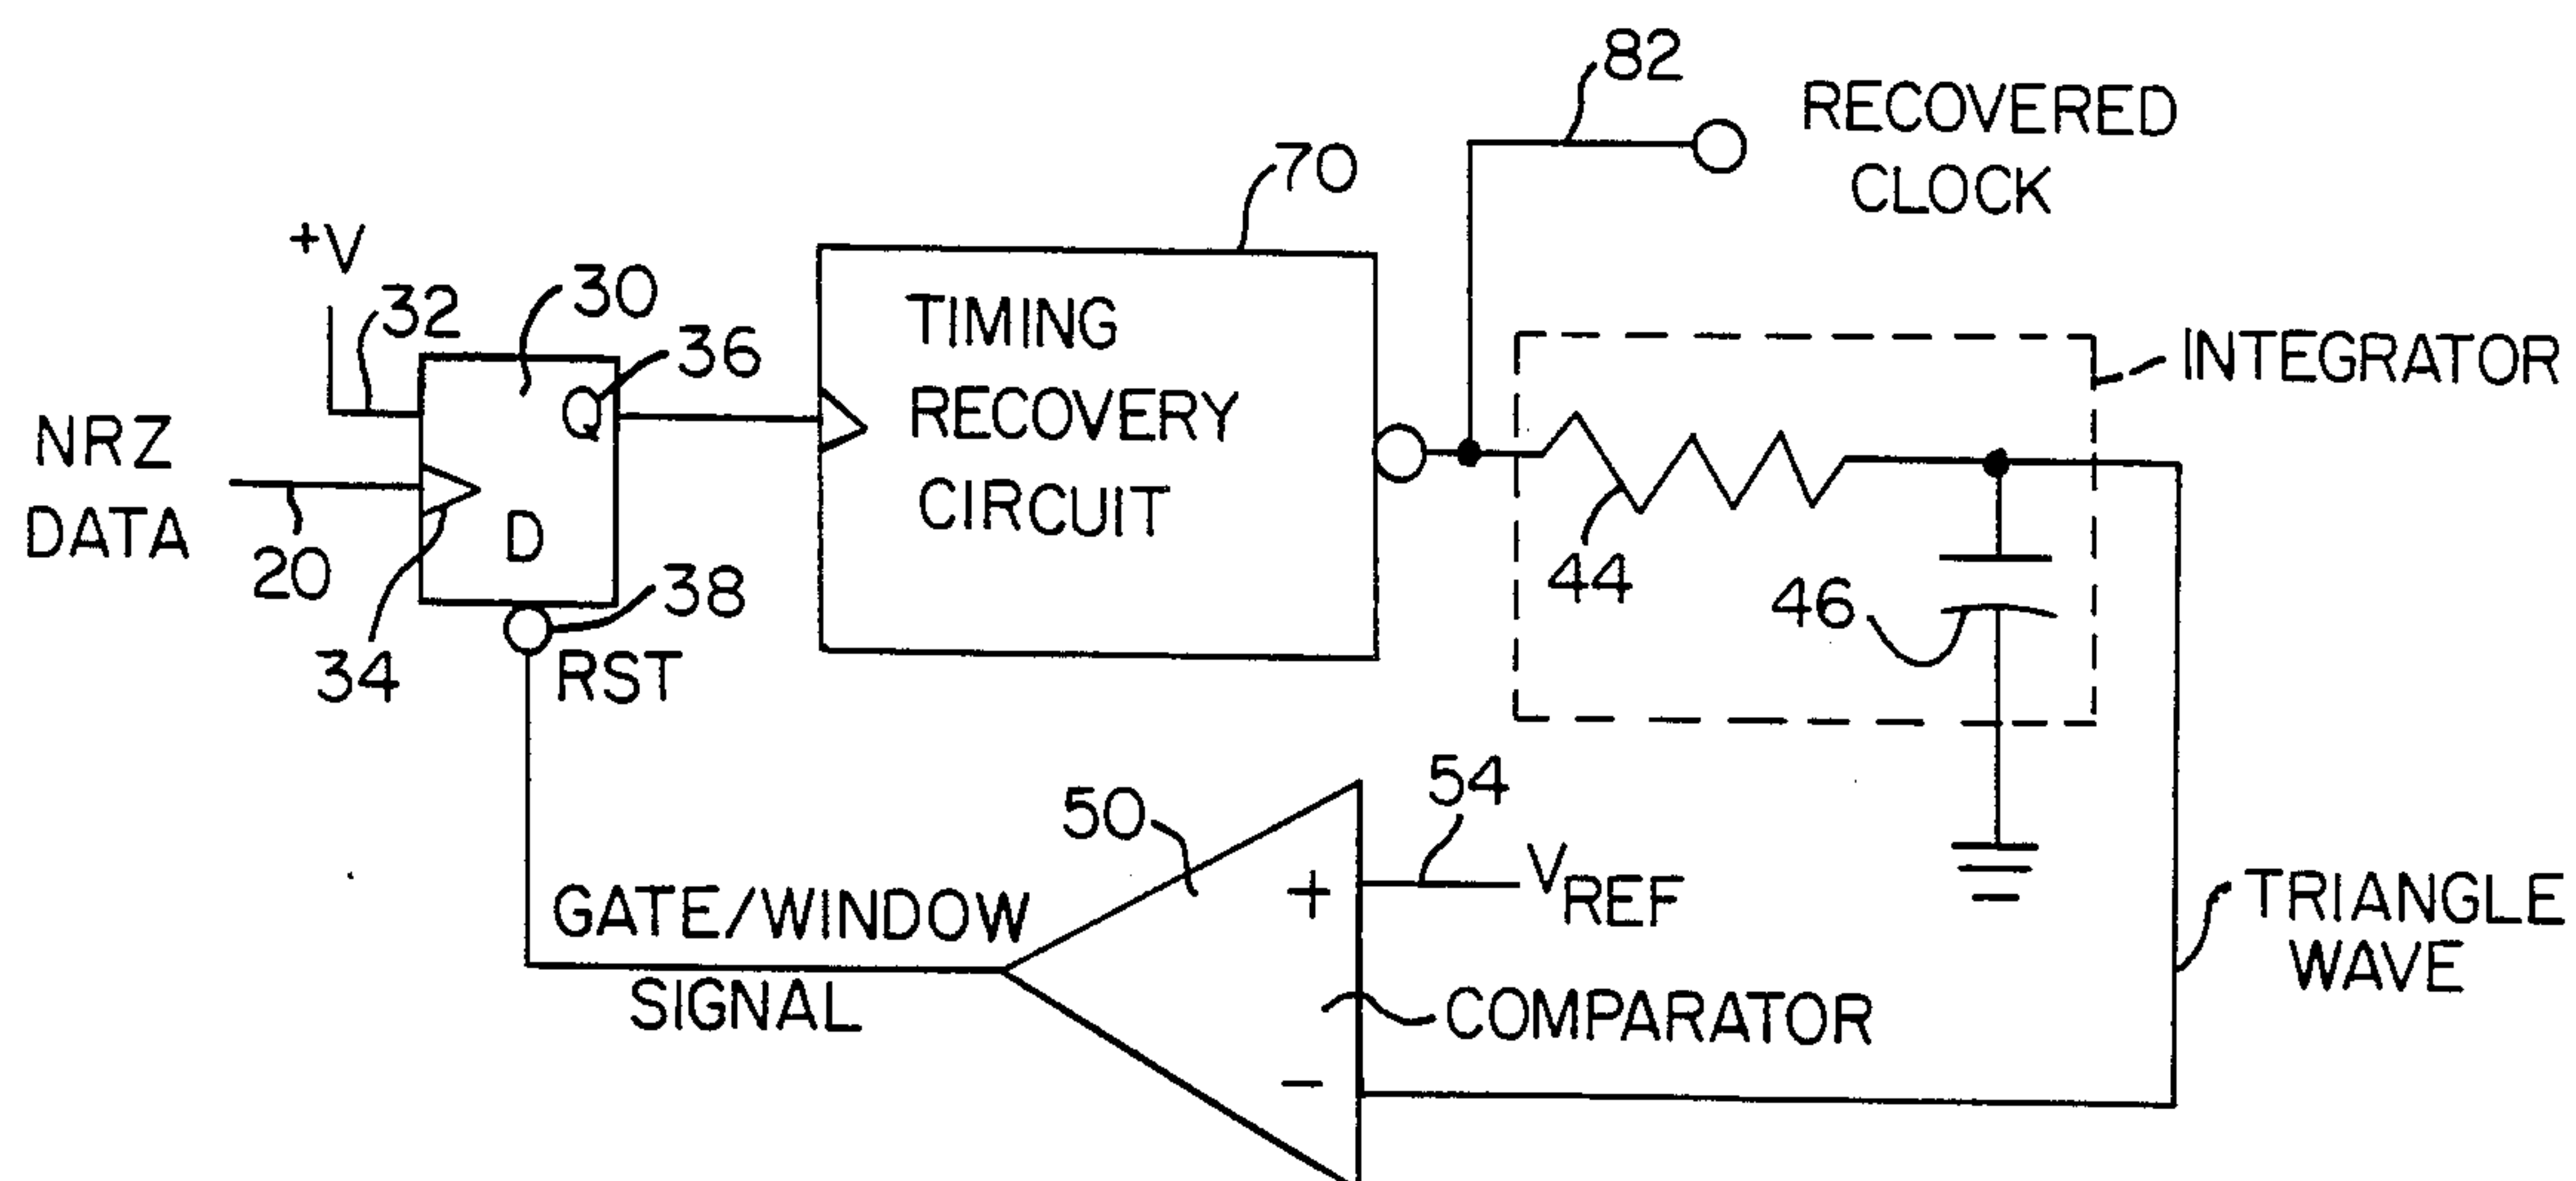 82
RECOVERED
CLOCK
70
+V
32
30
36
Q
NRZ
DATA
20
34
D
38
RST
TIMING
RECOVERY
CIRCUIT
INTEGRATOR
44
46
50
54
+
VREF
GATE/WINDOW
SIGNAL
COMPARATOR
−
TRIANGLE
WAVE